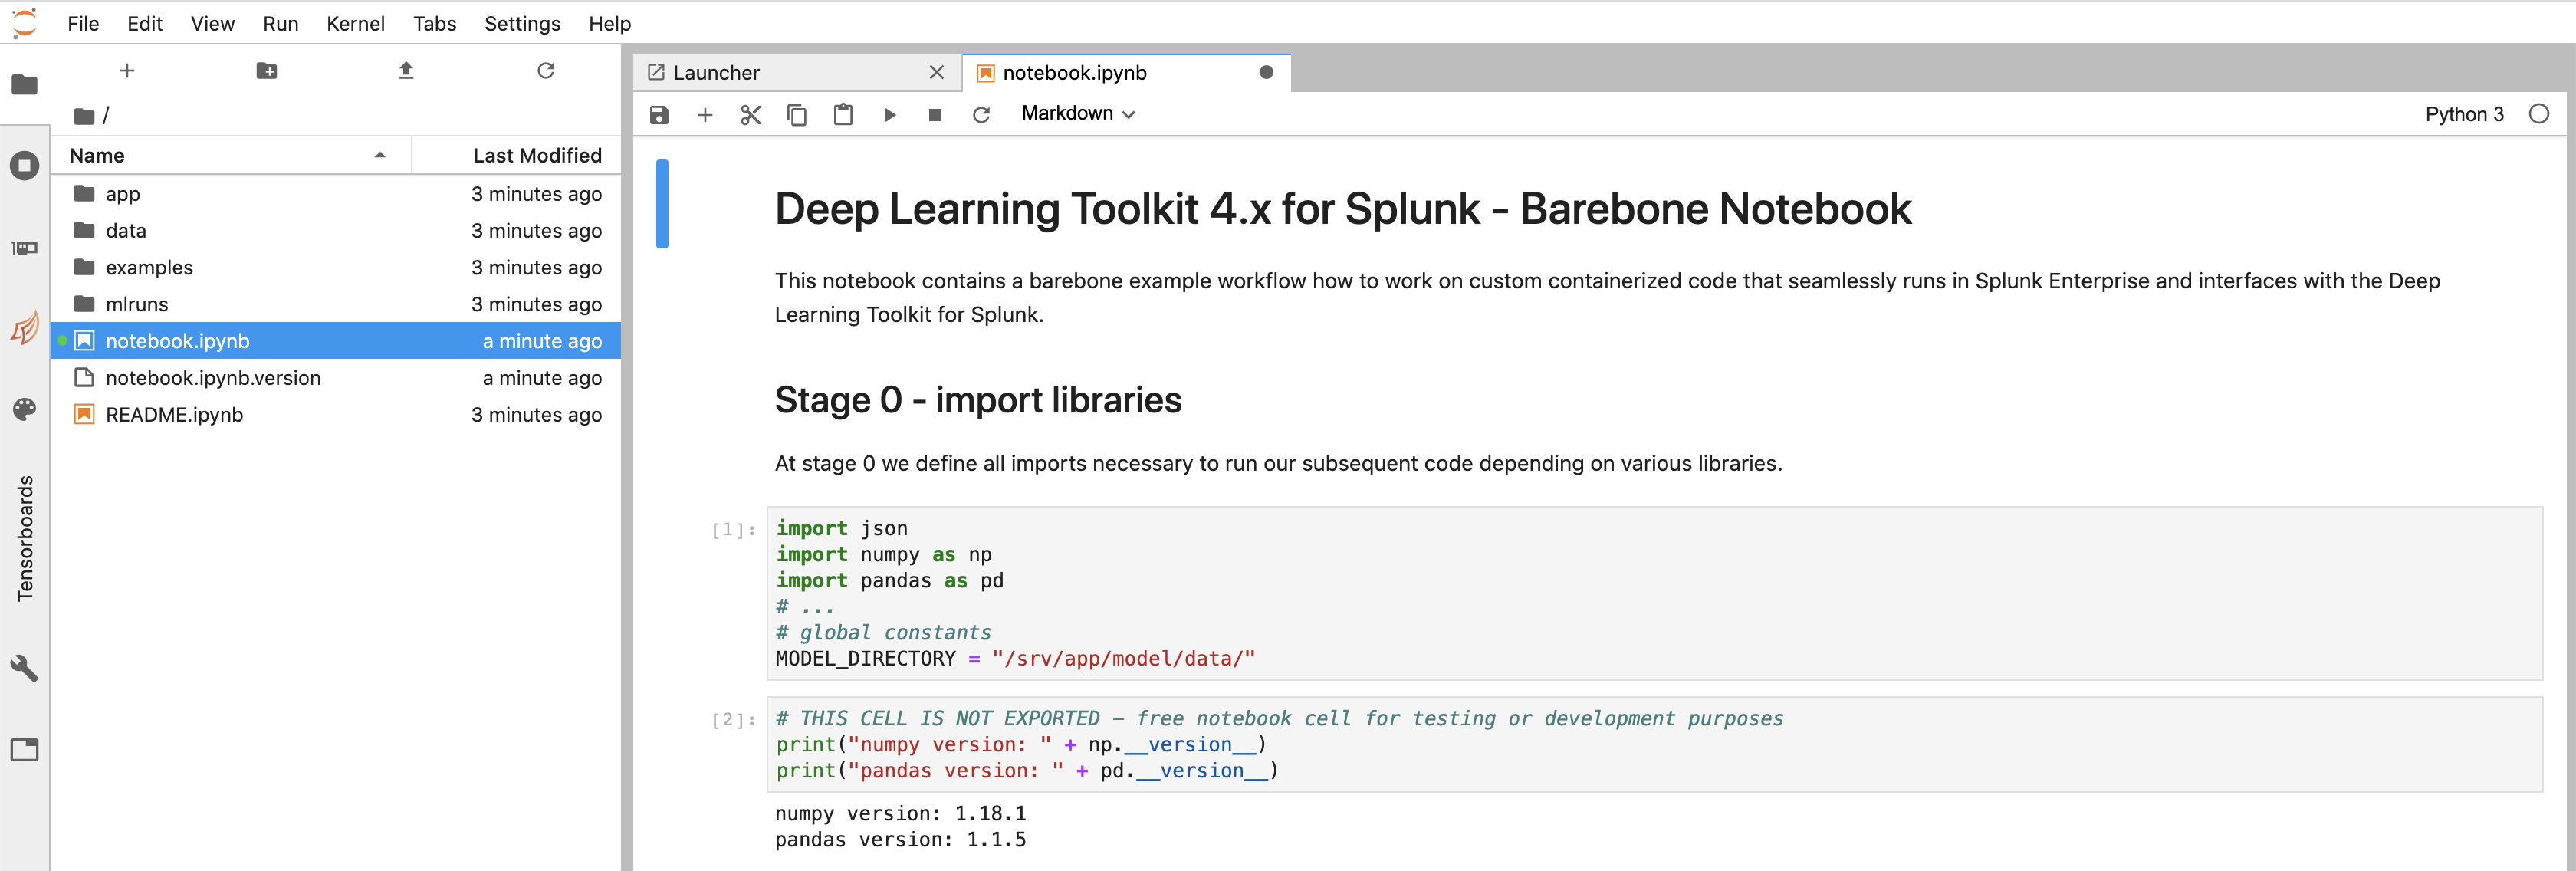 File Edit View Run Kernel Tabs Settings Help
/
Name Last Modified
app 3 minutes ago
data 3 minutes ago
examples 3 minutes ago
mlruns 3 minutes ago
notebook.ipynb a minute ago
notebook.ipynb.version a minute ago
README.ipynb 3 minutes ago
Tensorboards
Launcher notebook.ipynb
Markdown Python 3
Deep Learning Toolkit 4.x for Splunk - Barebone Notebook
This notebook contains a barebone example workflow how to work on custom containerized code that seamlessly runs in Splunk Enterprise and interfaces with the Deep
Learning Toolkit for Splunk.
Stage 0 - import libraries
At stage 0 we define all imports necessary to run our subsequent code depending on various libraries.
[1]: import json
import numpy as np
import pandas as pd
# ...
# global constants
MODEL_DIRECTORY = "/srv/app/model/data/"
[2]: # THIS CELL IS NOT EXPORTED - free notebook cell for testing or development purposes
print("numpy version: " + np.__version__)
print("pandas version: " + pd.__version__)
numpy version: 1.18.1
pandas version: 1.1.5